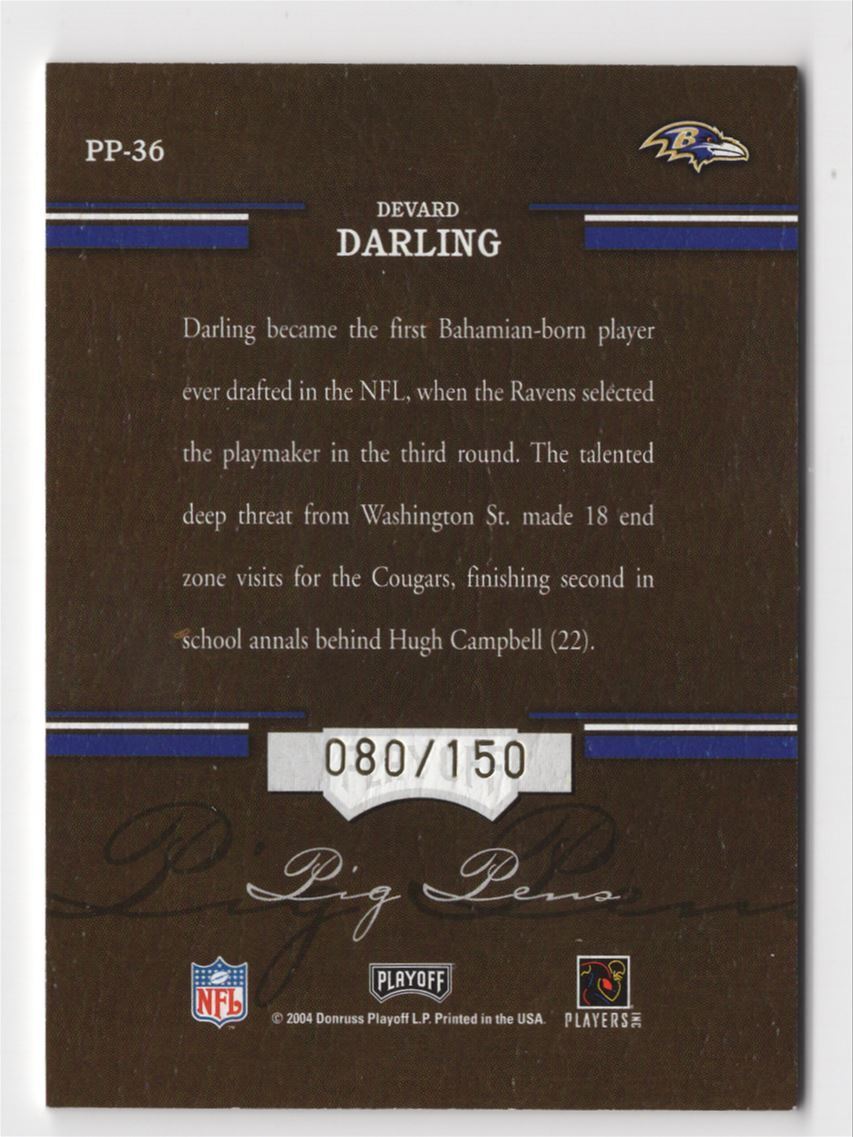 PP-36
B
DEVARD
DARLING
Darling became the first Bahamian-born player
ever drafted in the NFL, when the Ravens selected
the playmaker in the third round. The talented
deep threat from Washington St. made 18 end
zone visits for the Cougars, finishing second in
school annals behind Hugh Campbell (22).
PLAYOFF
080/150
Pig Pens
Pig Pens
NFL
PLAYOFF
© 2004 Donruss Playoff L.P. Printed in the USA.
PLAYERS INC